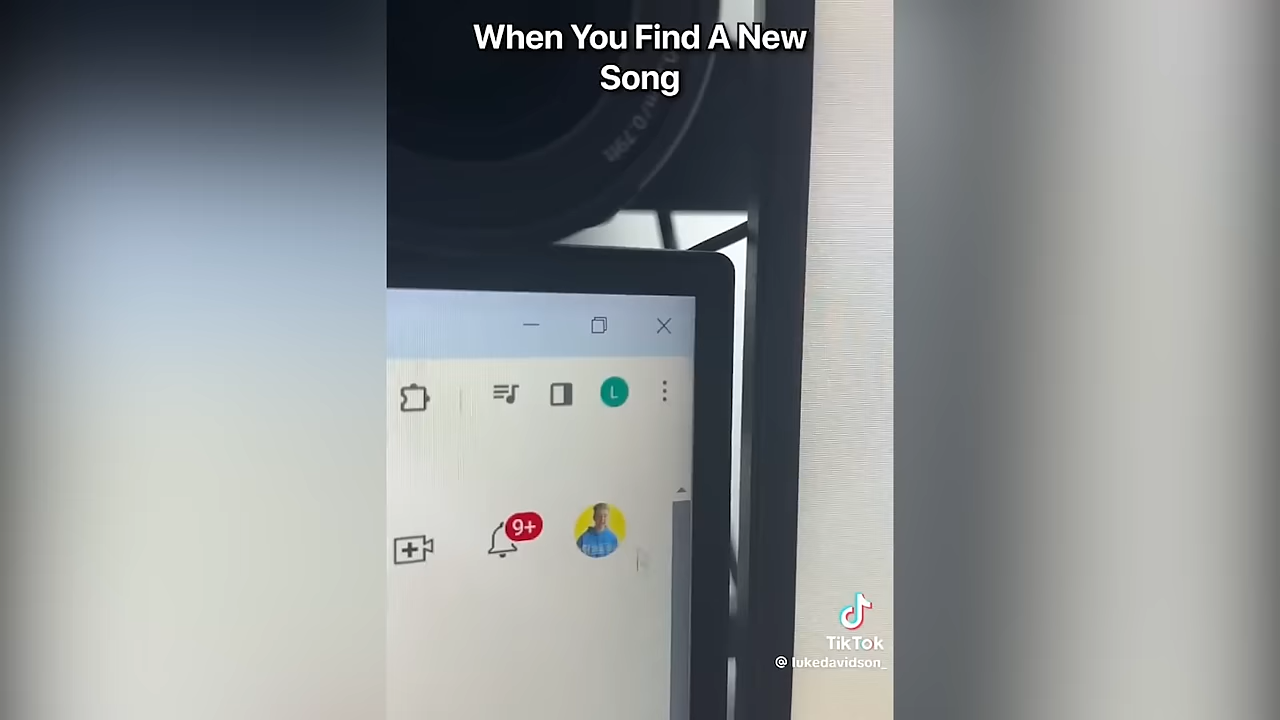 When You Find A New
Song
L
9+
TikTok
@ lukedavidson_